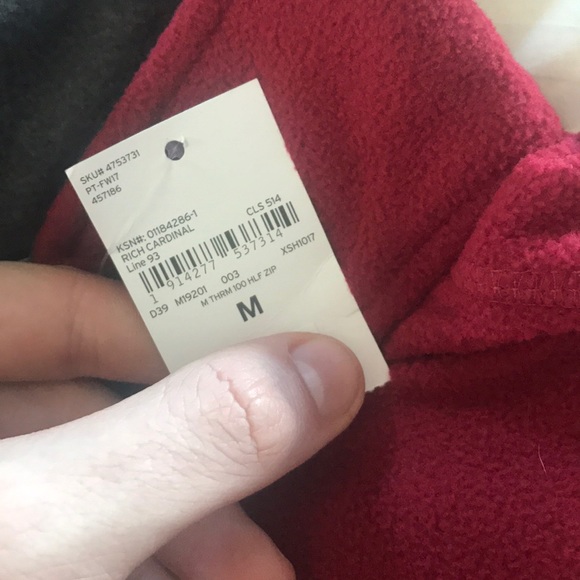 SKU# 4753731
PT-FW17
457186
KSN#: 01184286-1 CLS 514
RICH CARDINAL
Line 93
1 914277 537314
D39 M19201 003 XSH1017
M THRM 100 HLF ZIP
M